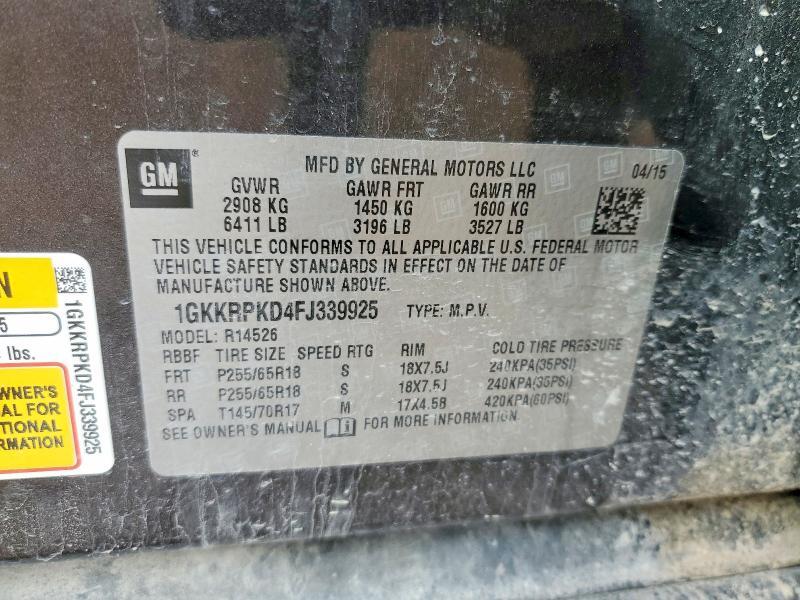 GM
MFD BY GENERAL MOTORS LLC
04/15
GVWR GAWR FRT GAWR RR
2908 KG 1450 KG 1600 KG
6411 LB 3196 LB 3527 LB
THIS VEHICLE CONFORMS TO ALL APPLICABLE U.S. FEDERAL MOTOR
VEHICLE SAFETY STANDARDS IN EFFECT ON THE DATE OF
MANUFACTURE SHOWN ABOVE.
1GKKRPKD4FJ339925 TYPE: M.P.V.
MODEL: R14526
RBBF TIRE SIZE SPEED RTG RIM COLD TIRE PRESSURE
FRT P255/65R18 S 18X7.5J 240KPA(35PSI)
RR P255/65R18 S 18X7.5J 240KPA(35PSI)
SPA T145/70R17 M 17X4.5B 420KPA(60PSI)
SEE OWNER'S MANUAL FOR MORE INFORMATION.
N
5
lbs.
OWNER'S
AL FOR
TIONAL
RMATION
1GKKRPKD4FJ339925